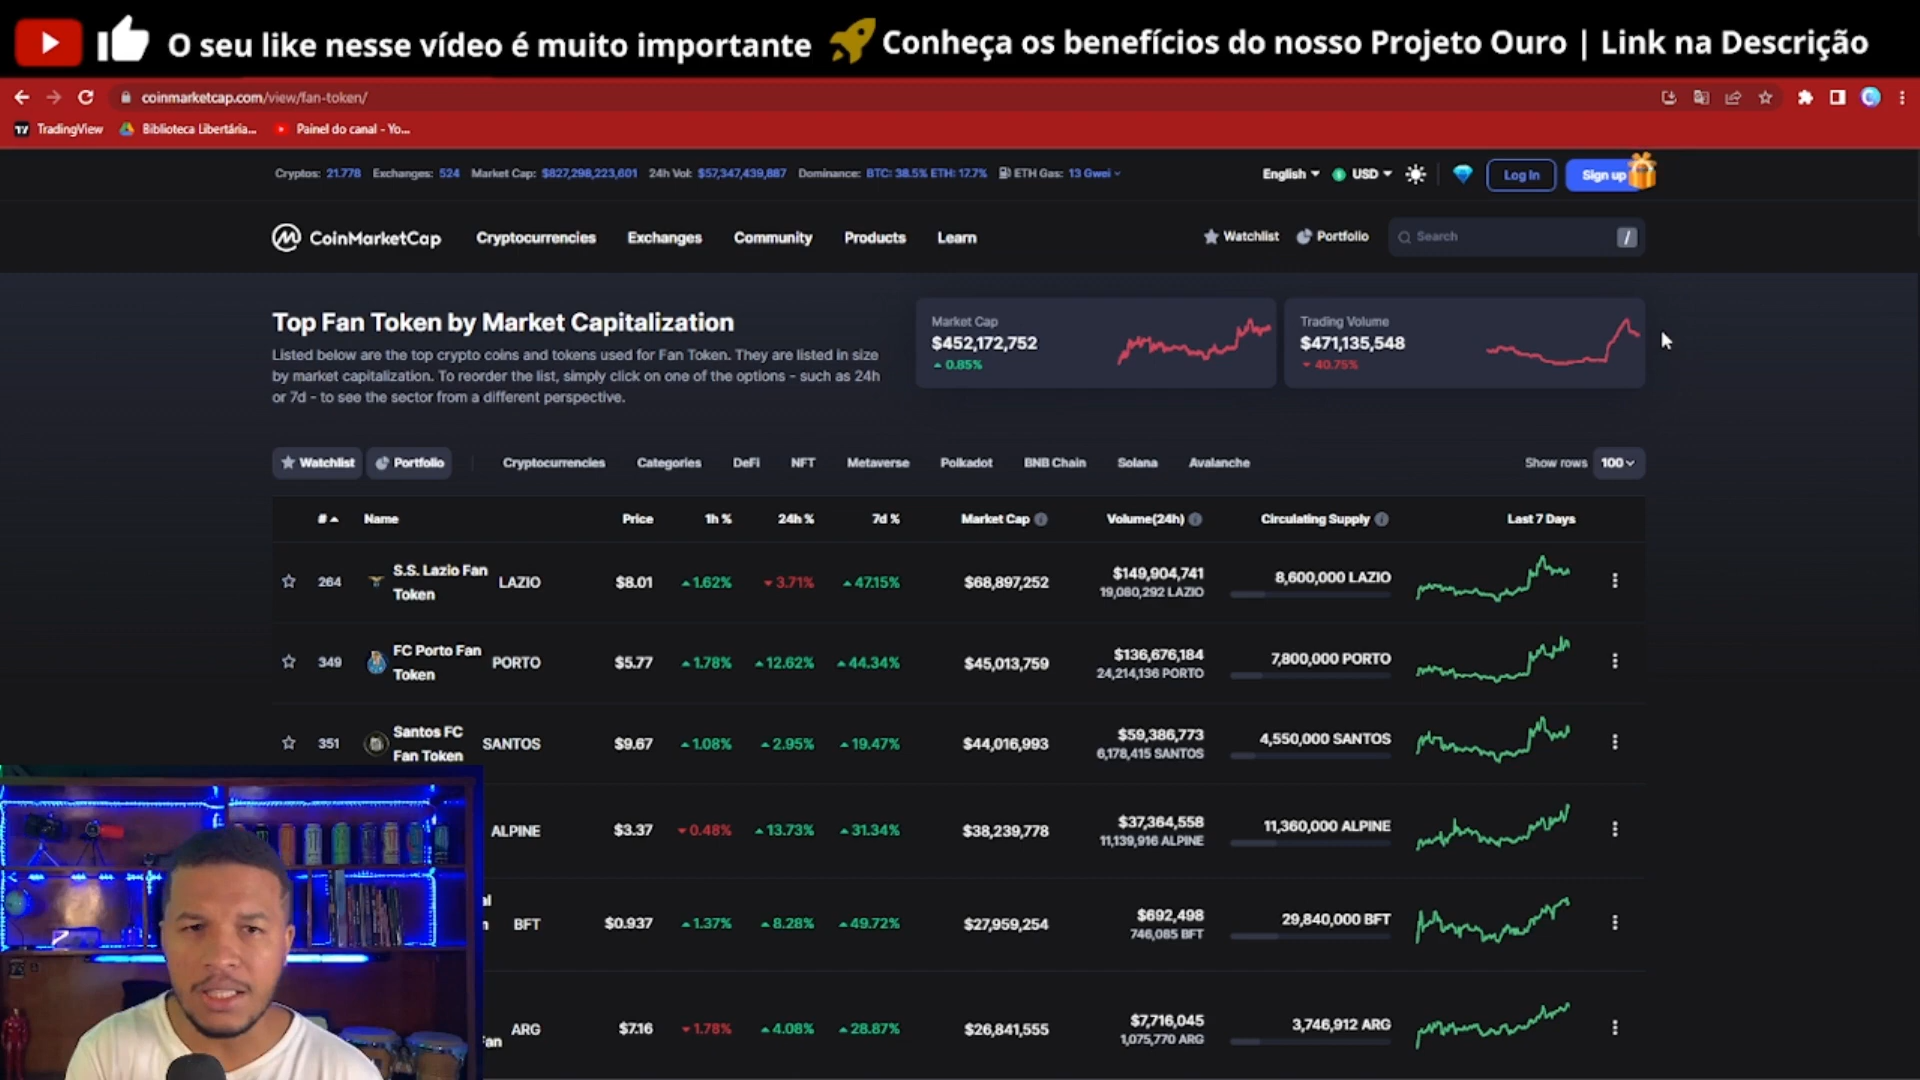 O seu like nesse vídeo é muito importante
Conheça os benefícios do nosso Projeto Ouro | Link na Descrição
coinmarketcap.com/view/fan-token/
TradingView Biblioteca Libertária... Painel do canal - Yo...
Cryptos: 21.778 Exchanges: 524 Market Cap: $827,298,223,601 24h Vol: $57,347,439,887 Dominance: BTC: 38.5% ETH: 17.7% ETH Gas: 13 Gwei English USD Log In Sign up
CoinMarketCap Cryptocurrencies Exchanges Community Products Learn Watchlist Portfolio Search /
Top Fan Token by Market Capitalization
Listed below are the top crypto coins and tokens used for Fan Token. They are listed in size
by market capitalization. To reorder the list, simply click on one of the options - such as 24h
or 7d - to see the sector from a different perspective.
Market Cap
$452,172,752
0.85%
Trading Volume
$471,135,548
40.75%
Watchlist Portfolio Cryptocurrencies Categories DeFi NFT Metaverse Polkadot BNB Chain Solana Avalanche Show rows 100
# Name Price 1h % 24h % 7d % Market Cap Volume(24h) Circulating Supply Last 7 Days
264 S.S. Lazio Fan
Token
LAZIO $8.01 1.62% 3.71% 47.15% $68,897,252 $149,904,741
19,080,292 LAZIO
8,600,000 LAZIO
349 FC Porto Fan
Token
PORTO $5.77 1.78% 12.62% 44.34% $45,013,759 $136,676,184
24,214,136 PORTO
7,800,000 PORTO
351 Santos FC
Fan Token
SANTOS $9.67 1.08% 2.95% 19.47% $44,016,993 $59,386,773
6,178,415 SANTOS
4,550,000 SANTOS
ALPINE $3.37 0.48% 13.73% 31.34% $38,239,778 $37,364,558
11,139,916 ALPINE
11,360,000 ALPINE
BFT $0.937 1.37% 8.28% 49.72% $27,959,254 $692,498
746,085 BFT
29,840,000 BFT
ARG $7.16 1.78% 4.08% 28.87% $26,841,555 $7,716,045
1,075,770 ARG
3,746,912 ARG